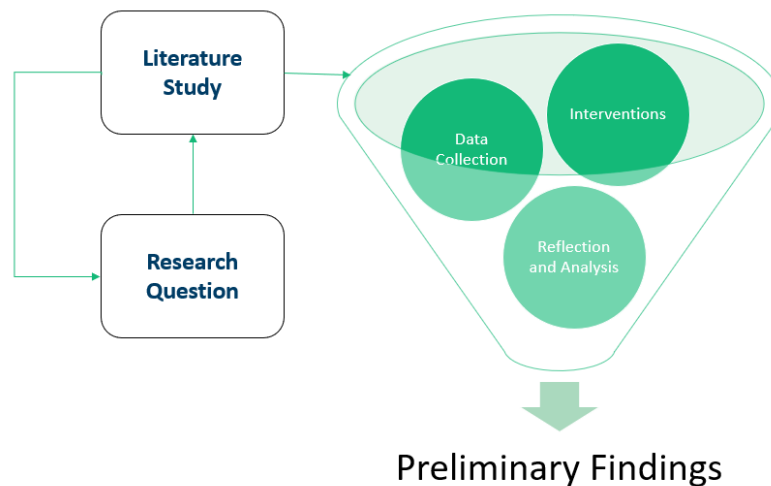 Literature
Study
Research
Question
Interventions
Data
Collection
Reflection
and Analysis
Preliminary Findings